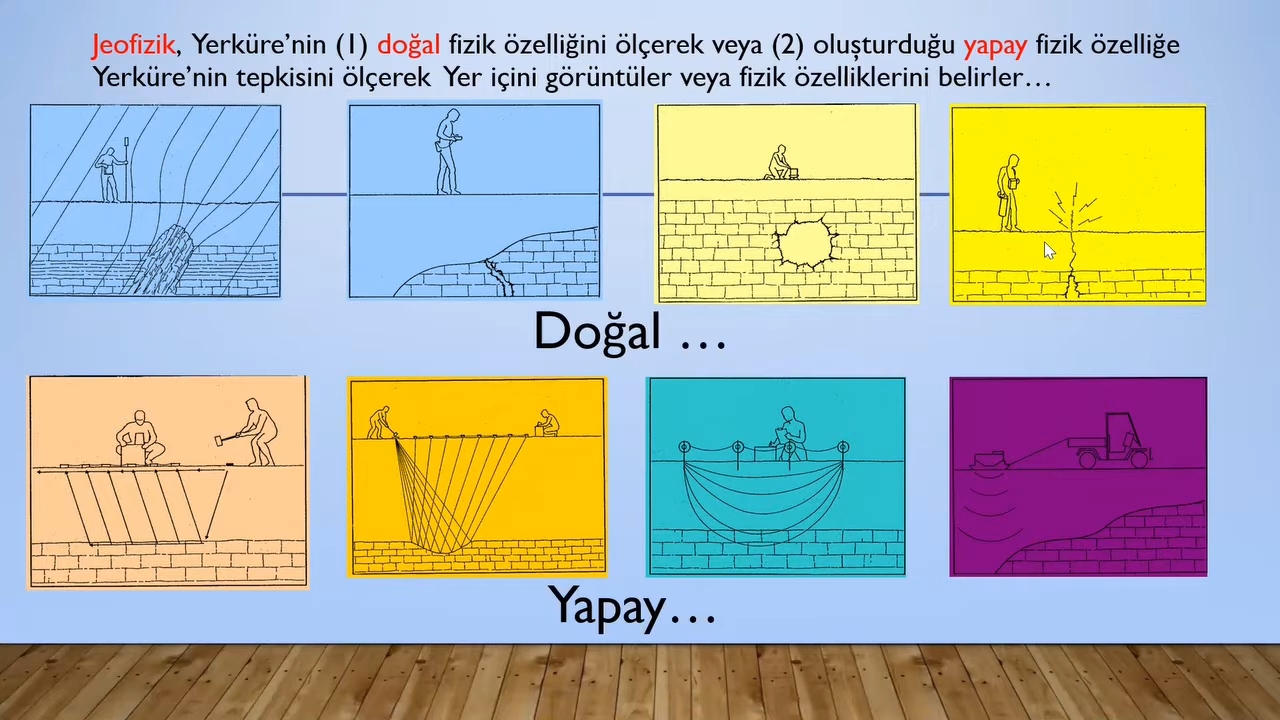 Jeofizik, Yerküre’nin (1) doğal fizik özelliğini ölçerek veya (2) oluşturduğu yapay fizik özelliğe
Yerküre’nin tepkisini ölçerek Yer içini görüntüler veya fizik özelliklerini belirler…
Doğal …
Yapay…